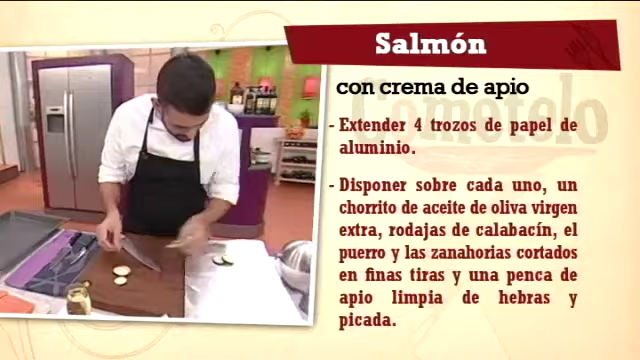 Salmón
con crema de apio
Cómetelo
- Extender 4 trozos de papel de
aluminio.
- Disponer sobre cada uno, un
chorrito de aceite de oliva virgen
extra, rodajas de calabacín, el
puerro y las zanahorias cortados
en finas tiras y una penca de
apio limpia de hebras y
picada.